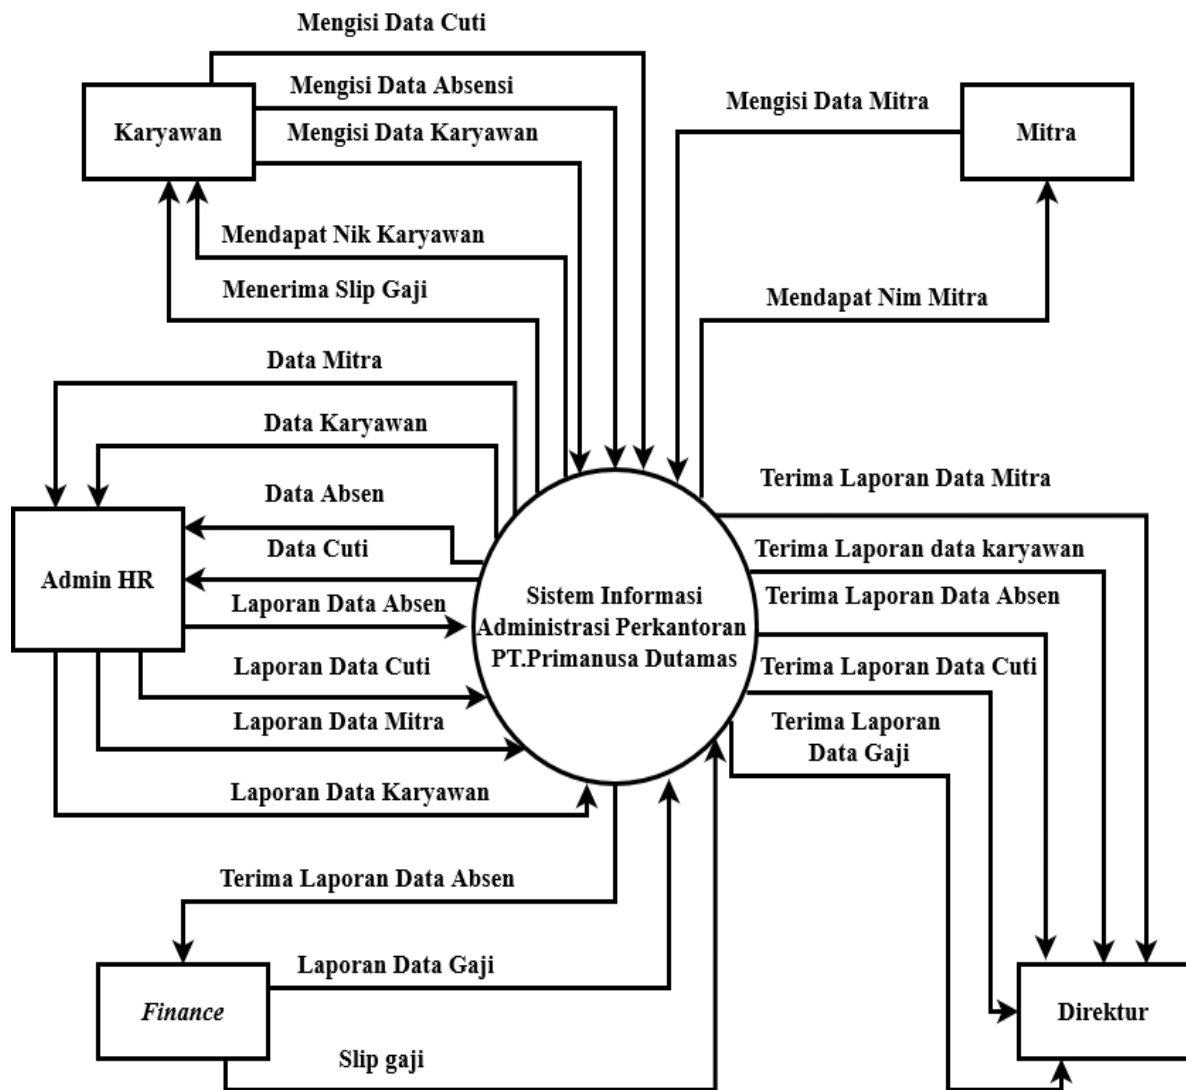 Mengisi Data Cuti
Mengisi Data Absensi
Mengisi Data Karyawan
Karyawan
Mengisi Data Mitra
Mitra
Mendapat Nik Karyawan
Menerima Slip Gaji
Mendapat Nim Mitra
Data Mitra
Data Karyawan
Data Absen
Data Cuti
Admin HR
Laporan Data Absen
Laporan Data Cuti
Laporan Data Mitra
Laporan Data Karyawan
Sistem Informasi
Administrasi Perkantoran
PT.Primanusa Dutamas
Terima Laporan Data Mitra
Terima Laporan data karyawan
Terima Laporan Data Absen
Terima Laporan Data Cuti
Terima Laporan
Data Gaji
Terima Laporan Data Absen
Laporan Data Gaji
Finance
Slip gaji
Direktur